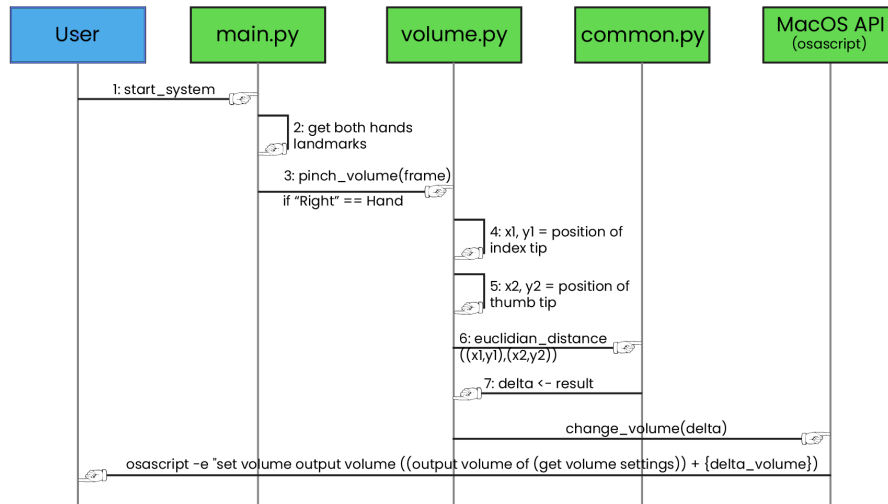 User
main.py
volume.py
common.py
MacOS API
(osascript)
1: start_system
2: get both hands
landmarks
3: pinch_volume(frame)
if “Right” == Hand
4: x1, y1 = position of
index tip
5: x2, y2 = position of
thumb tip
6: euclidian_distance
((x1,y1),(x2,y2))
7: delta <- result
change_volume(delta)
osascript -e "set volume output volume ((output volume of (get volume settings)) + {delta_volume})